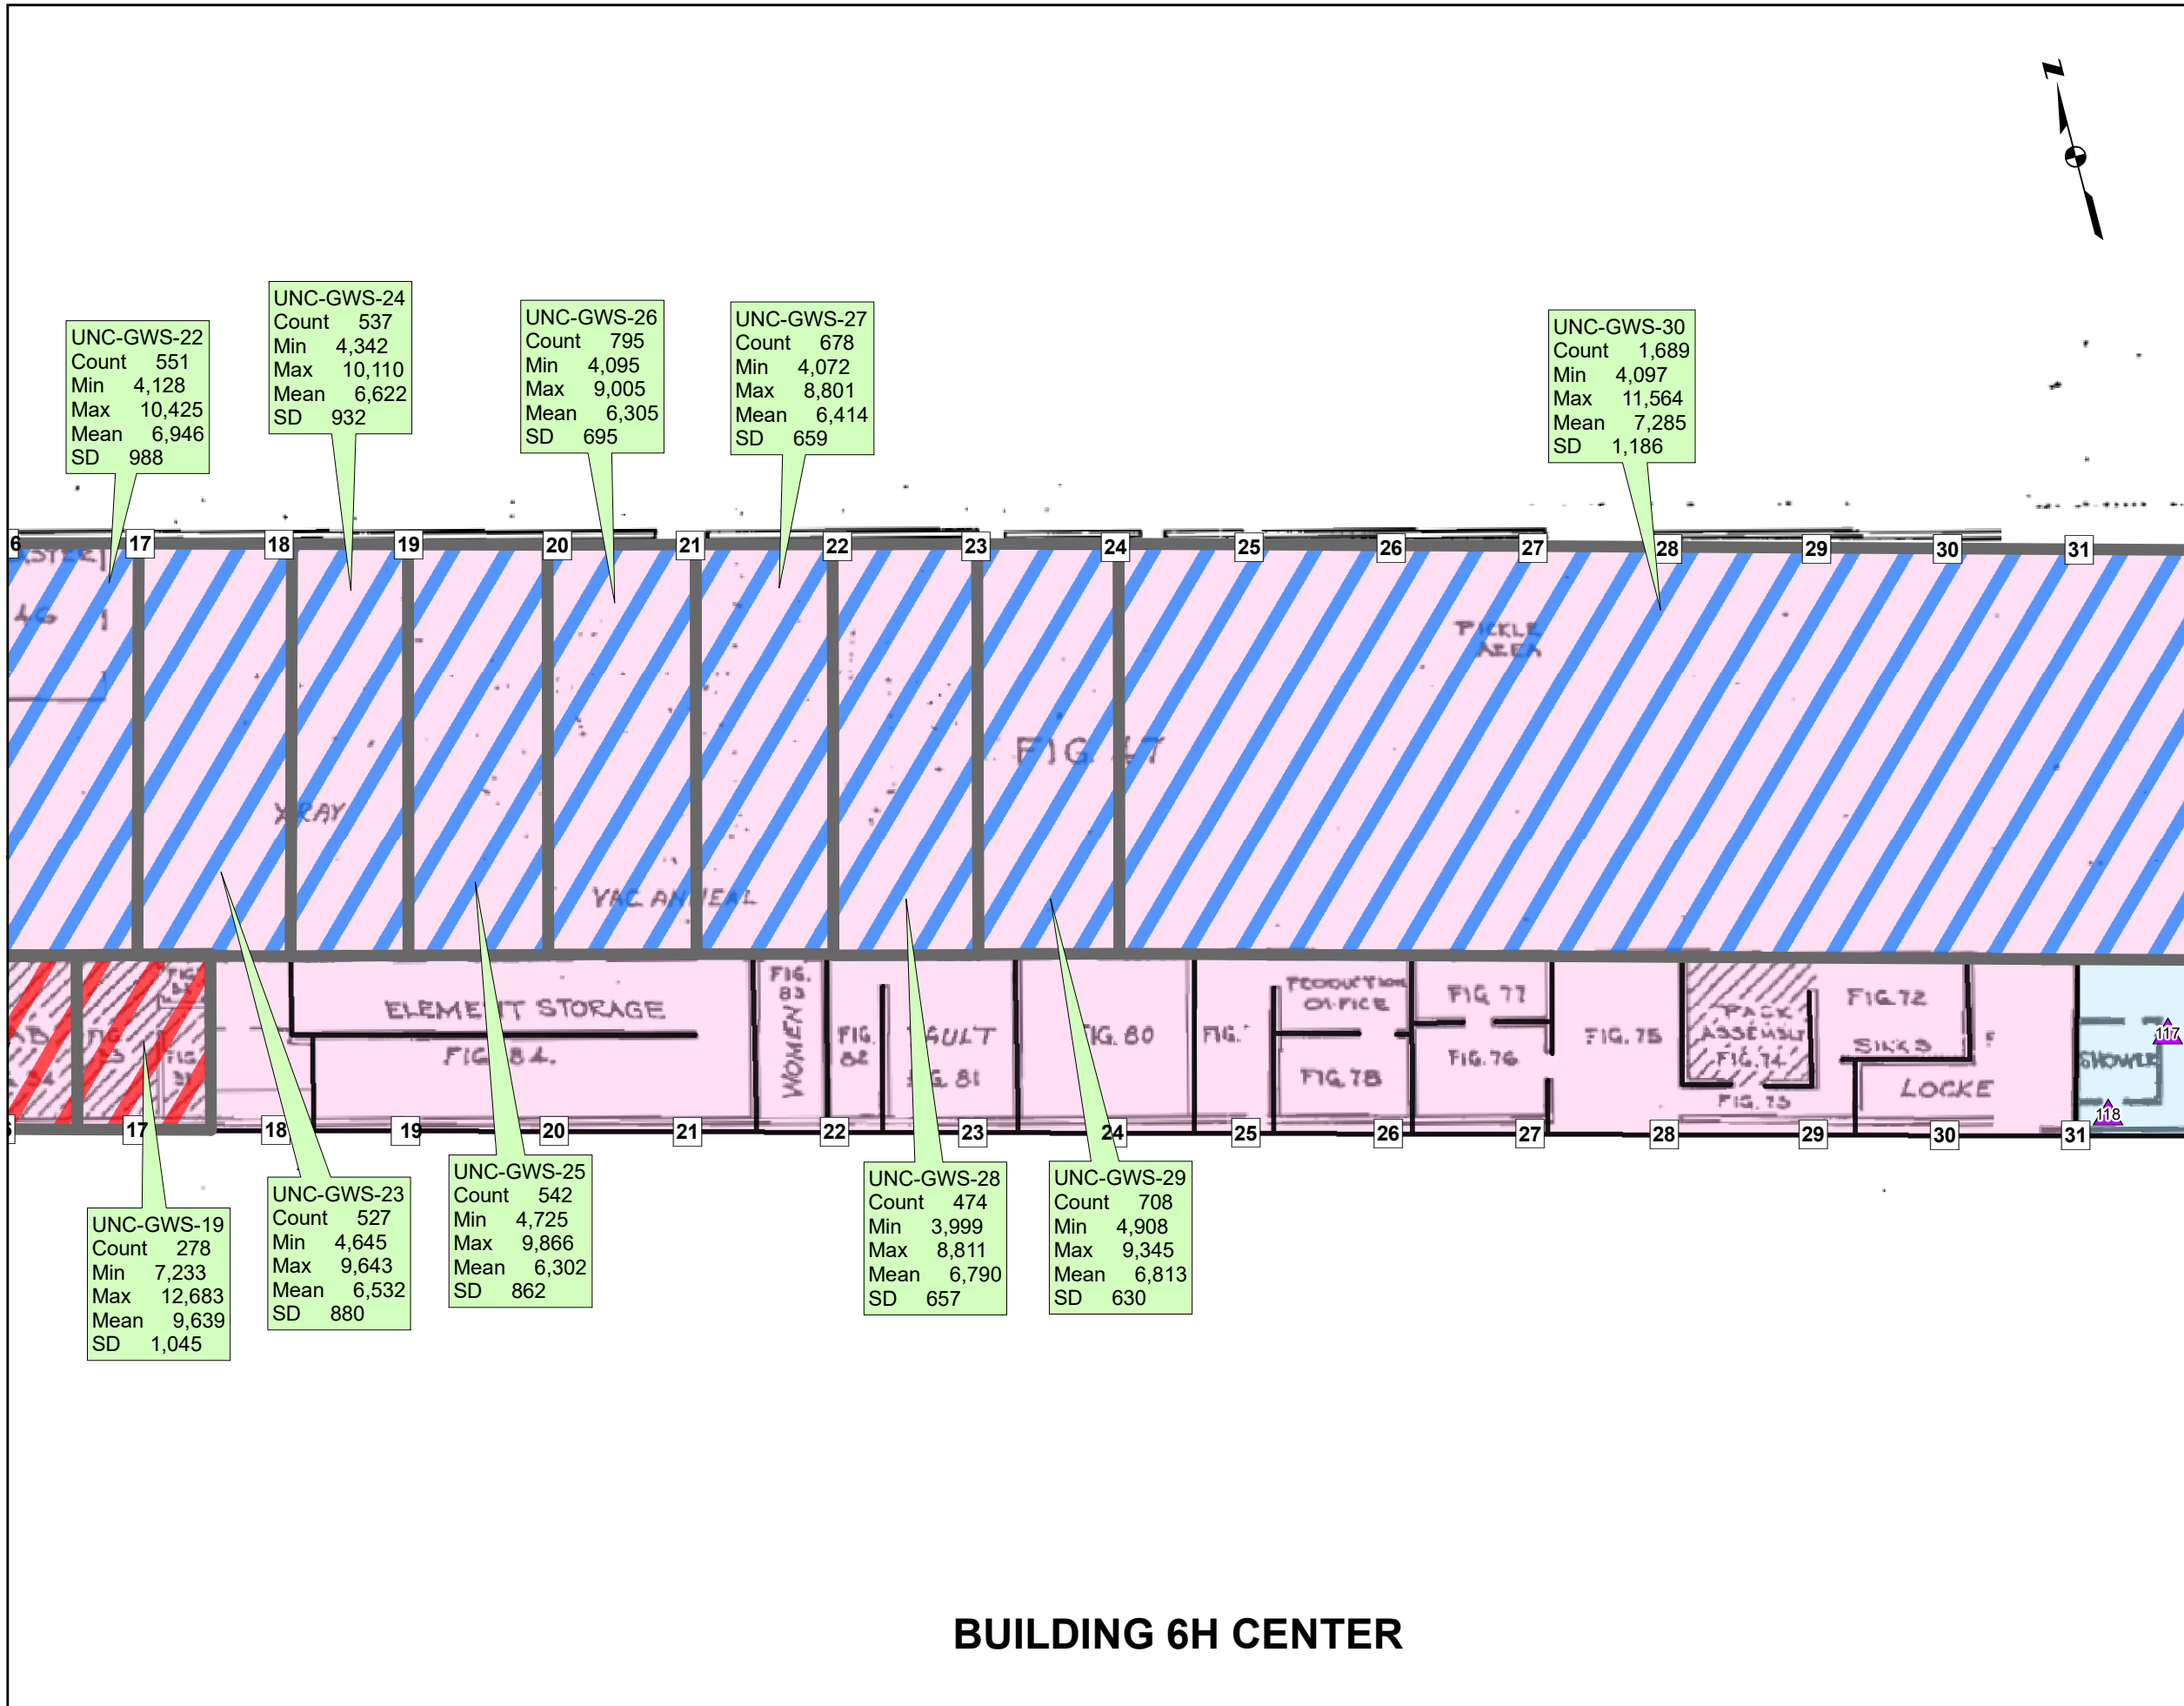 N
UNC-GWS-22
Count 551
Min 4,128
Max 10,425
Mean 6,946
SD 988
UNC-GWS-24
Count 537
Min 4,342
Max 10,110
Mean 6,622
SD 932
UNC-GWS-26
Count 795
Min 4,095
Max 9,005
Mean 6,305
SD 695
UNC-GWS-27
Count 678
Min 4,072
Max 8,801
Mean 6,414
SD 659
UNC-GWS-30
Count 1,689
Min 4,097
Max 11,564
Mean 7,285
SD 1,186
6 17 18 19 20 21 22 23 24 25 26 27 28 29 30 31
46
PICKLE
AREA
FIG. 47
XRAY
VAC ANNEAL
ELEMENT STORAGE
FIG. 84.
FIG.
83
WOMEN
FIG.
82
FIG. 80
FIG.
PRODUCTION
OFFICE
FIG. 78
FIG. 77
FIG. 76
FIG. 75
PACK
ASSEMBLY
FIG. 74
FIG. 73
FIG. 72
SINKS
LOCKE
SHOWER
117
118
17 18 19 20 21 22 23 24 25 26 27 28 29 30 31
UNC-GWS-19
Count 278
Min 7,233
Max 12,683
Mean 9,639
SD 1,045
UNC-GWS-23
Count 527
Min 4,645
Max 9,643
Mean 6,532
SD 880
UNC-GWS-25
Count 542
Min 4,725
Max 9,866
Mean 6,302
SD 862
UNC-GWS-28
Count 474
Min 3,999
Max 8,811
Mean 6,790
SD 657
UNC-GWS-29
Count 708
Min 4,908
Max 9,345
Mean 6,813
SD 630
BUILDING 6H CENTER